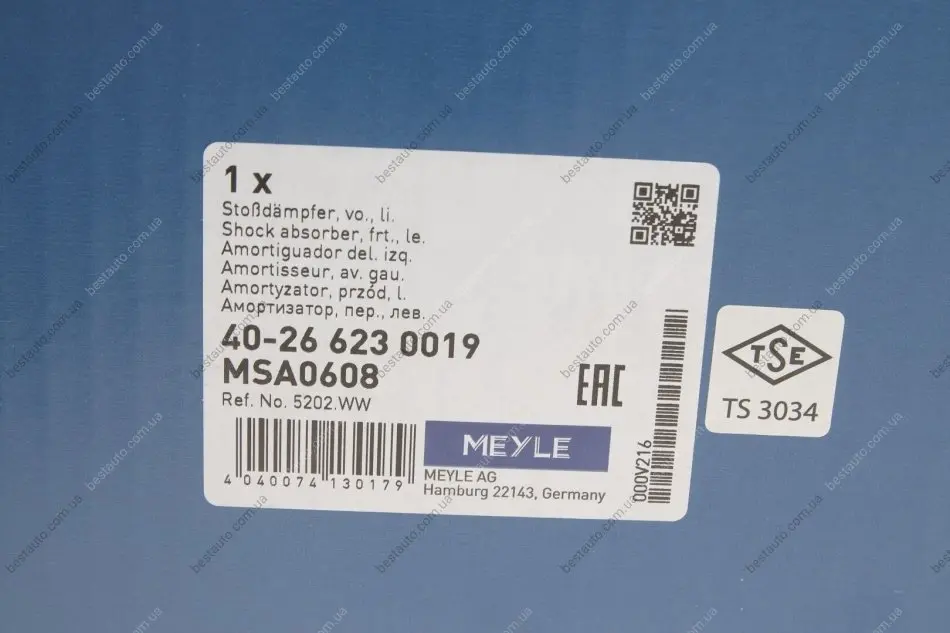 1 x
Stoßdämpfer, vo., li.
Shock absorber, frt., le.
Amortiguador del. izq.
Amortisseur, av. gau.
Amortyzator, przód, l.
Амортизатор, пер., лев.
40-26 623 0019
MSA0608
Ref. No. 5202.WW
EAC
MEYLE
MEYLE AG
Hamburg 22143, Germany
4 040074 130179
000V216
TSE
TS 3034
bestauto.com.ua